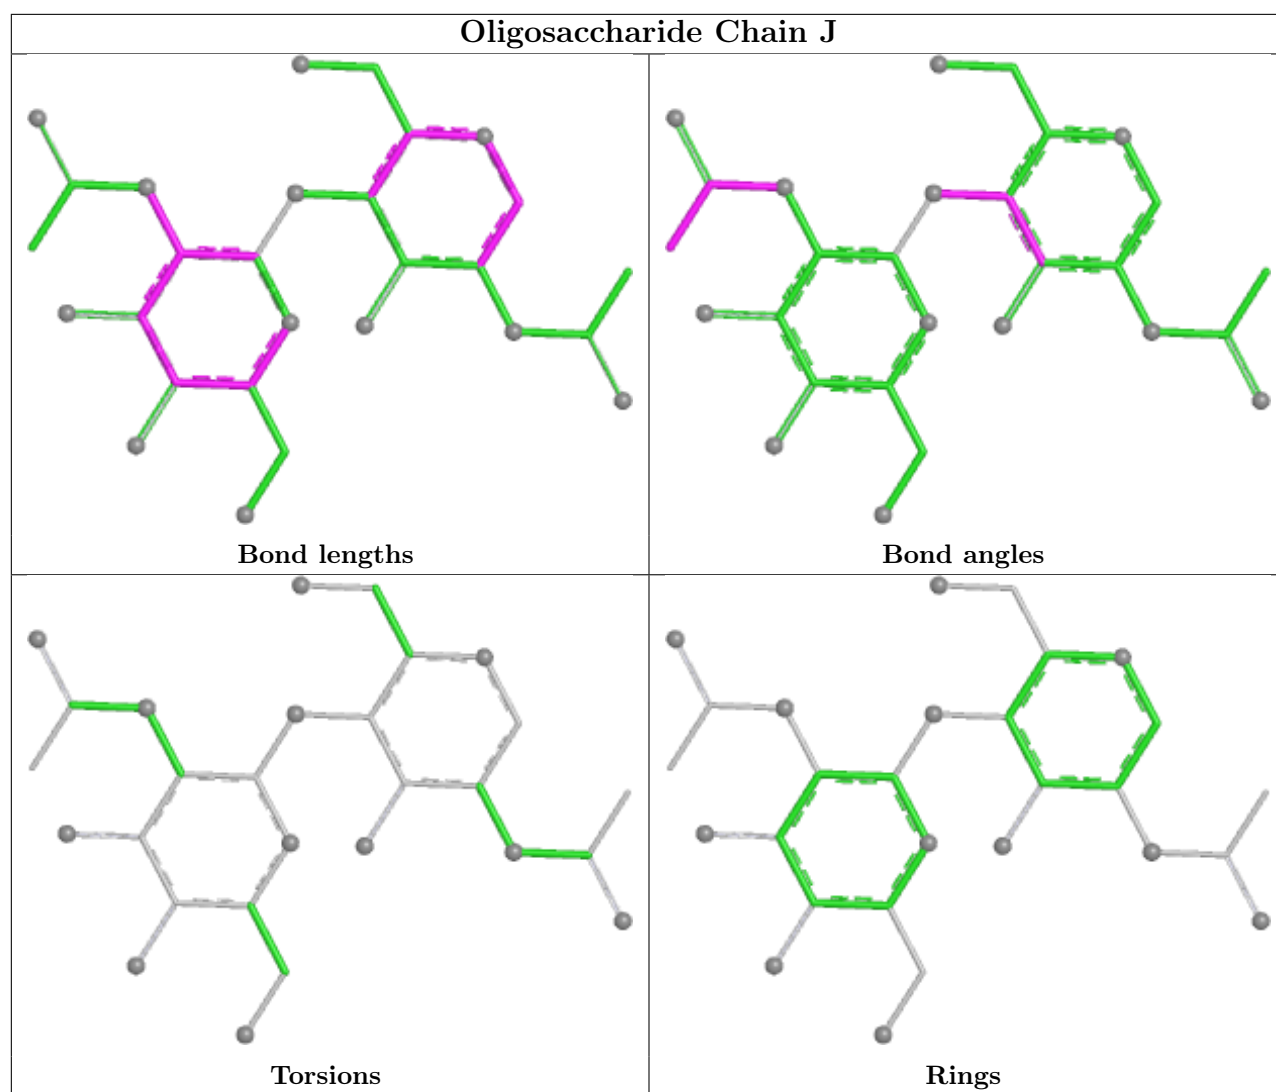 Oligosaccharide Chain J
Bond lengths
Bond angles
Torsions
Rings